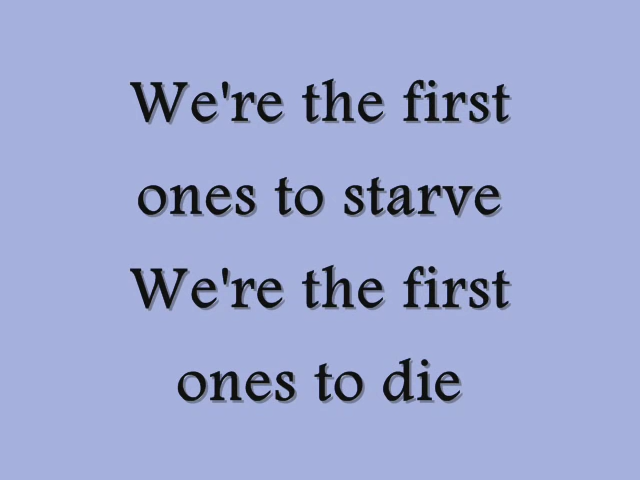 We're the first
ones to starve
We're the first
ones to die